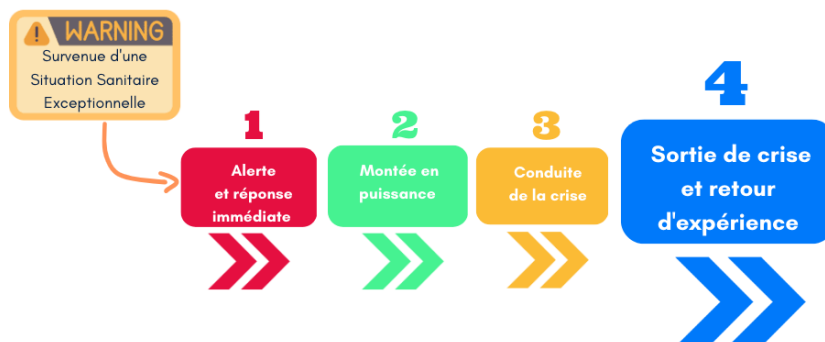 WARNING
Survenue d'une
Situation Sanitaire
Exceptionnelle
1
Alerte
et réponse
immédiate
2
Montée en
puissance
3
Conduite
de la crise
4
Sortie de crise
et retour
d'expérience